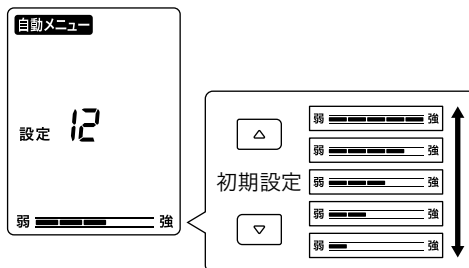 自動メニュー
設定 12
弱 強
弱 強
弱 強
初期設定 弱 強
弱 強
弱 強